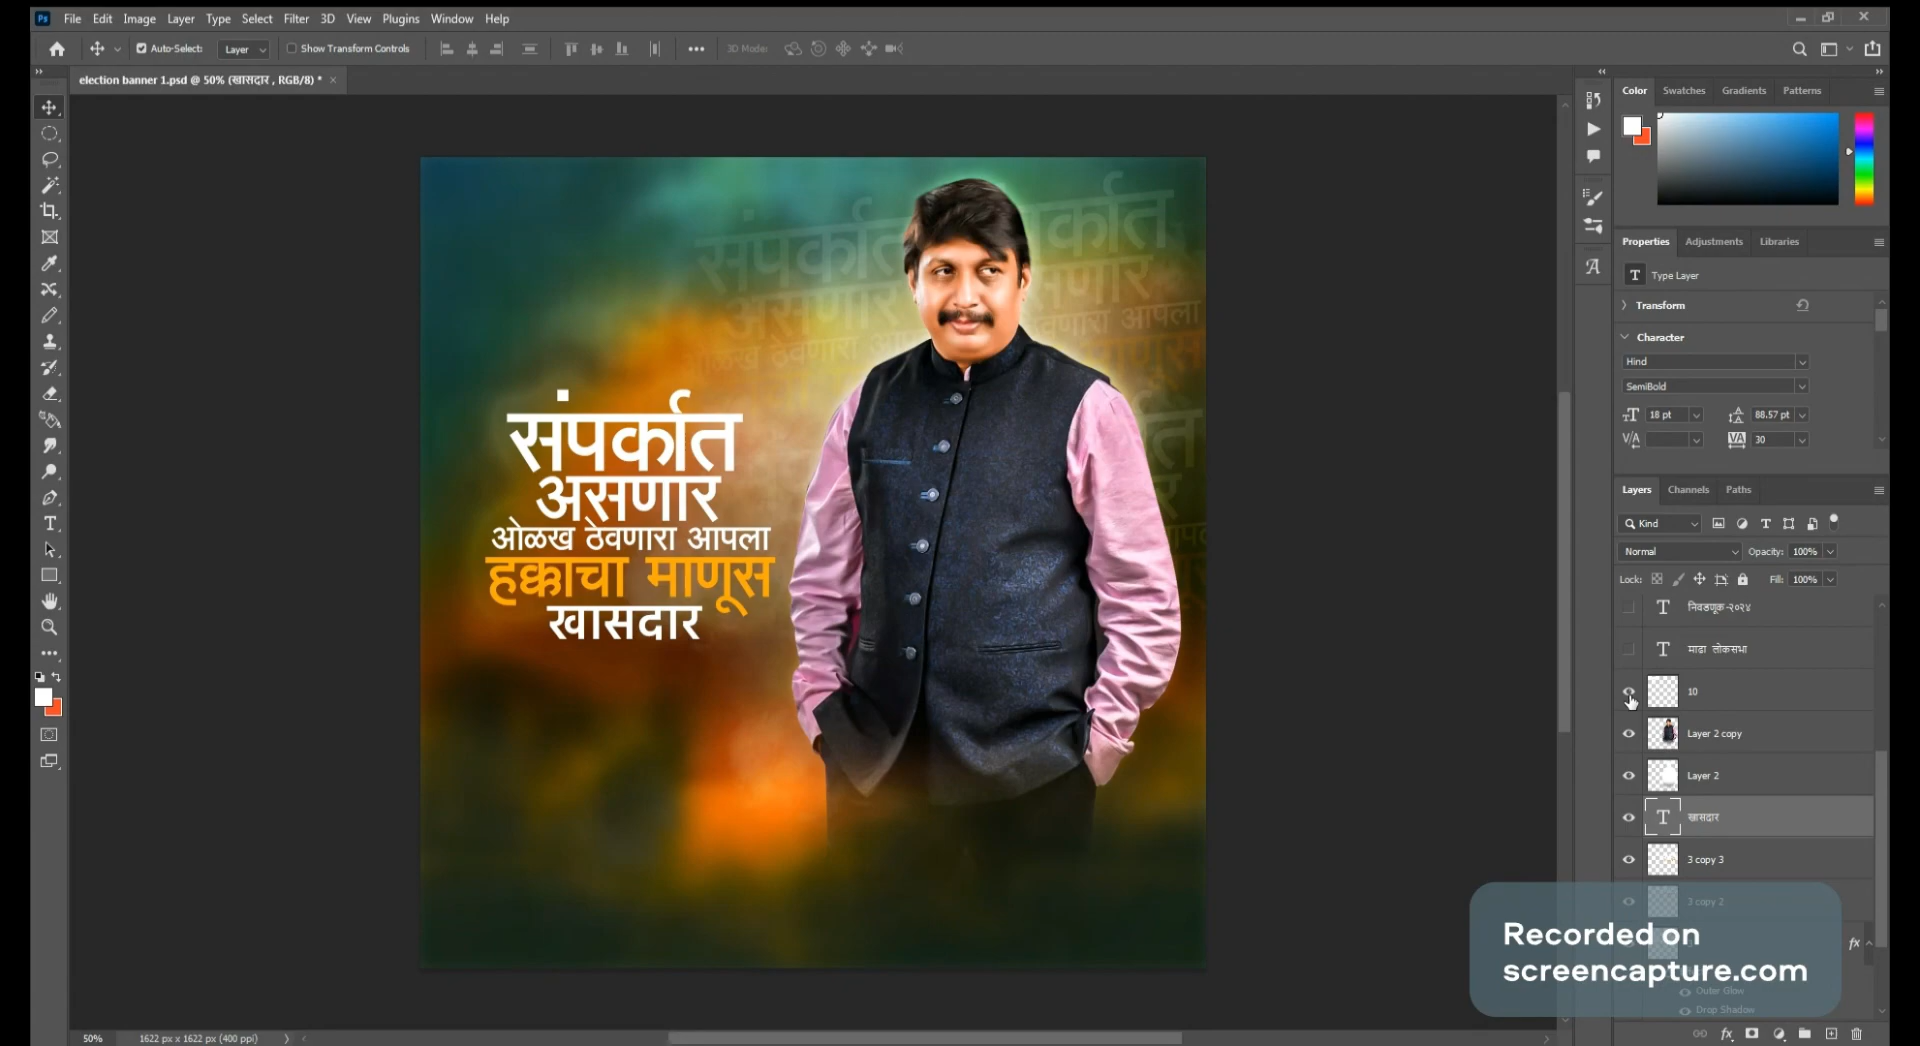 Ps File Edit Image Layer Type Select Filter 3D View Plugins Window Help
Auto-Select: Layer Show Transform Controls 3D Mode:
election banner 1.psd @ 50% (खासदार , RGB/8) *
Color Swatches Gradients Patterns
Properties Adjustments Libraries
T Type Layer
Transform
Character
Hind
SemiBold
18 pt 88.57 pt
30
Layers Channels Paths
Kind
Normal Opacity: 100%
Lock: Fill: 100%
T निवडणूक-२०२४
T माढा लोकसभा
10
Layer 2 copy
Layer 2
T खासदार
3 copy 3
3 copy 2
fx
Outer Glow
Drop Shadow
संपर्कात
असणार
ओळख ठेवणारा आपला
हक्काचा माणूस
खासदार
संपर्कात
असणार
Recorded on
screencapture.com
50% 1622 px x 1622 px (400 ppi)